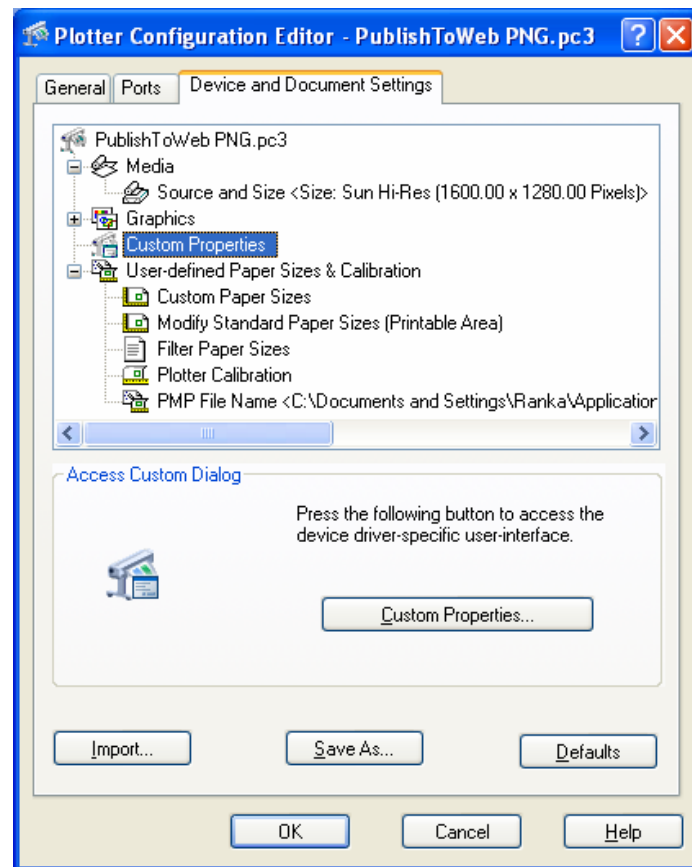 Plotter Configuration Editor - PublishToWeb PNG.pc3
General Ports Device and Document Settings
PublishToWeb PNG.pc3
Media
Source and Size <Size: Sun Hi-Res (1600.00 x 1280.00 Pixels)>
Graphics
Custom Properties
User-defined Paper Sizes & Calibration
Custom Paper Sizes
Modify Standard Paper Sizes (Printable Area)
Filter Paper Sizes
Plotter Calibration
PMP File Name <C:\Documents and Settings\Ranka\Application
Access Custom Dialog
Press the following button to access the
device driver-specific user-interface.
Custom Properties...
Import... Save As... Defaults
OK Cancel Help